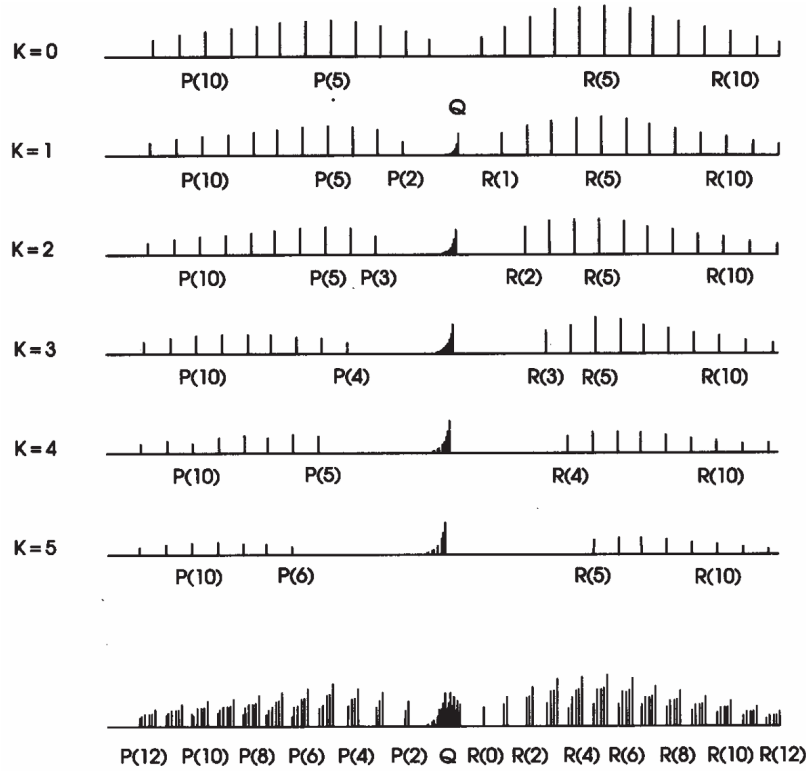 K=0
P(10) P(5) R(5) R(10)
Q
K=1
P(10) P(5) P(2) R(1) R(5) R(10)
K=2
P(10) P(5) P(3) R(2) R(5) R(10)
K=3
P(10) P(4) R(3) R(5) R(10)
K=4
P(10) P(5) R(4) R(10)
K=5
P(10) P(6) R(5) R(10)
P(12) P(10) P(8) P(6) P(4) P(2) Q R(0) R(2) R(4) R(6) R(8) R(10) R(12)